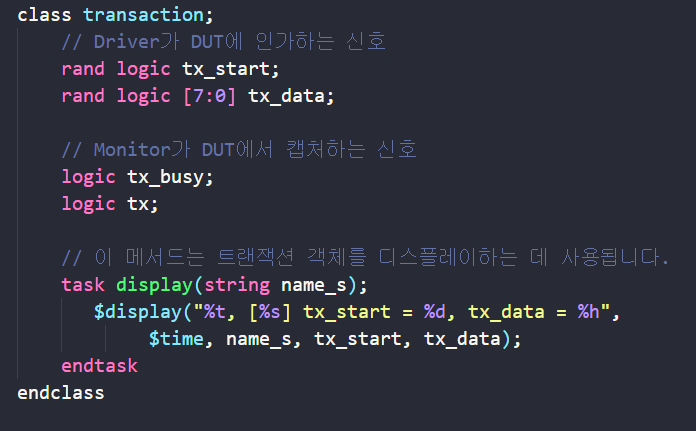 class transaction;
// Driver가 DUT에 인가하는 신호
rand logic tx_start;
rand logic [7:0] tx_data;
// Monitor가 DUT에서 캡처하는 신호
logic tx_busy;
logic tx;
// 이 메서드는 트랜잭션 객체를 디스플레이하는 데 사용됩니다.
task display(string name_s);
$display("%t, [%s] tx_start = %d, tx_data = %h",
$time, name_s, tx_start, tx_data);
endtask
endclass